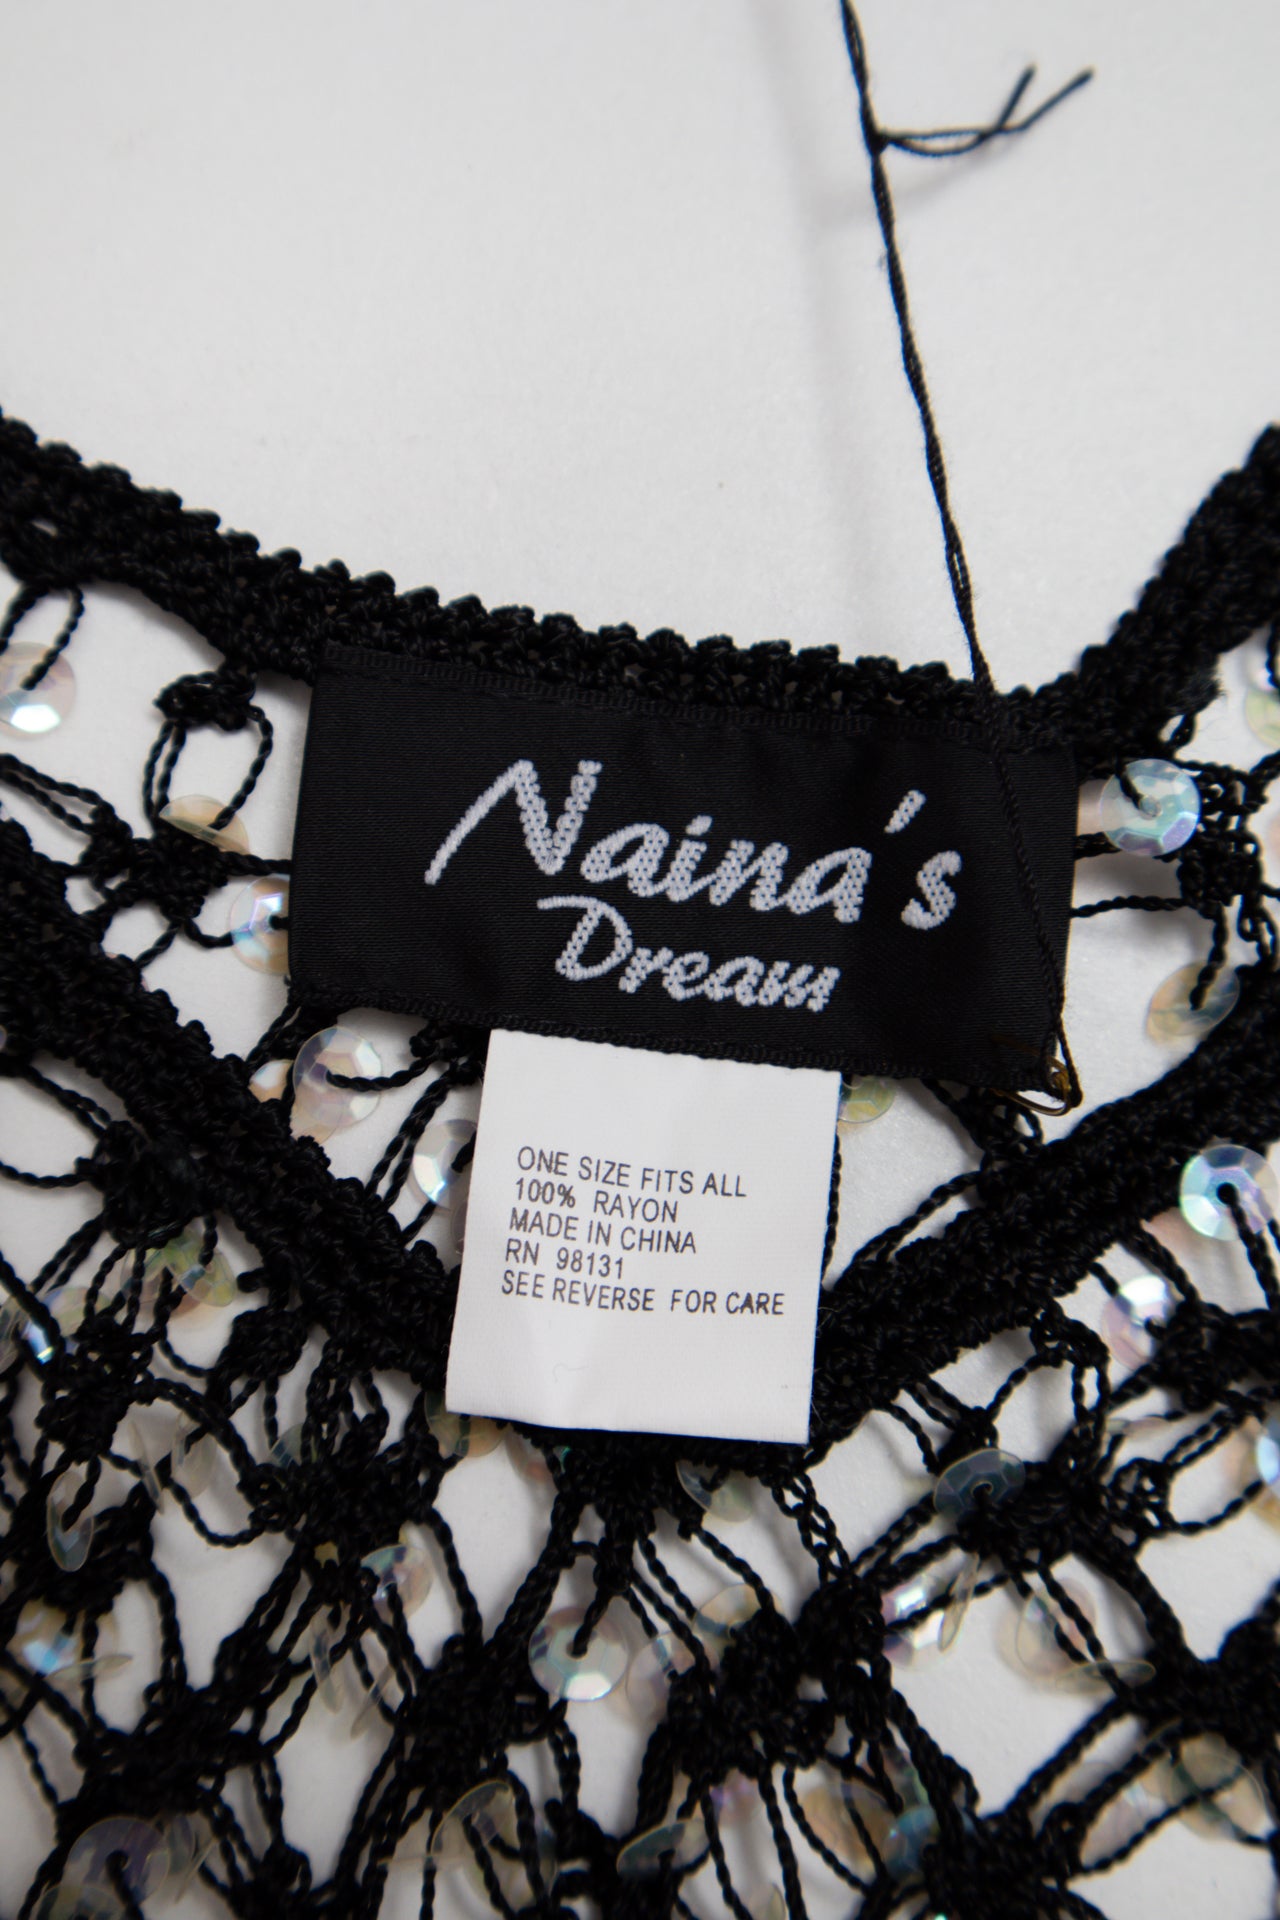 Naina's
Dream
ONE SIZE FITS ALL
100% RAYON
MADE IN CHINA
RN 98131
SEE REVERSE FOR CARE